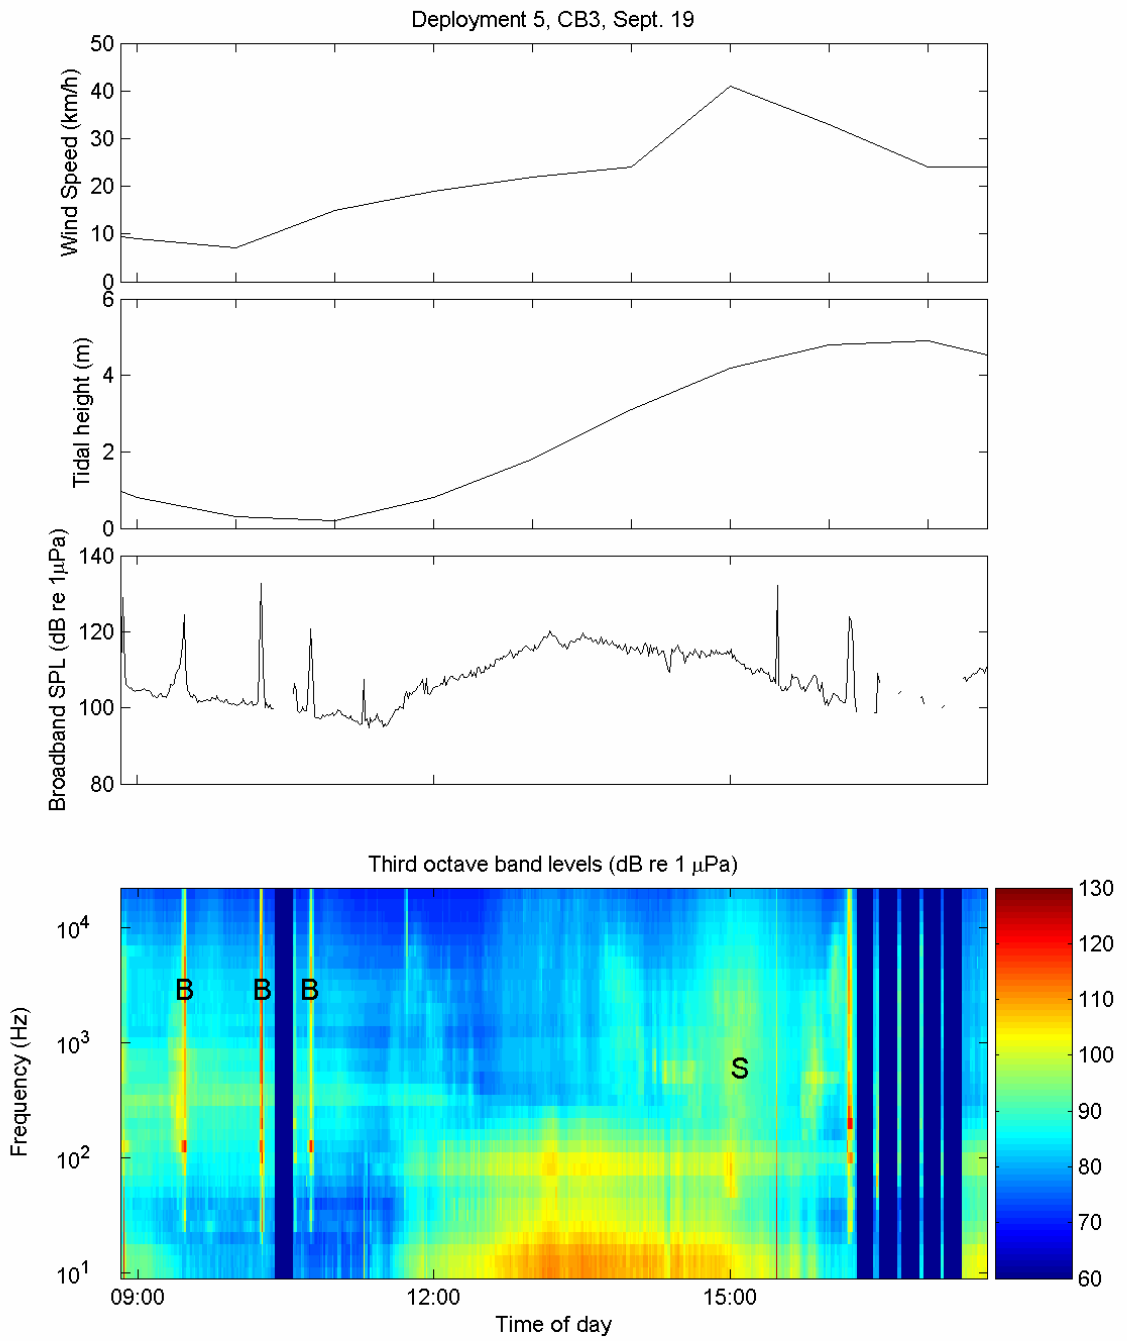 Deployment 5, CB3, Sept. 19
50
40
30
20
10
0
Wind Speed (km/h)
6
4
2
0
Tidal height (m)
140
120
100
80
Broadband SPL (dB re 1μPa)
Third octave band levels (dB re 1 μPa)
10⁴
10³
10²
10¹
Frequency (Hz)
B B B
S
130
120
110
100
90
80
70
60
09:00 12:00 15:00
Time of day